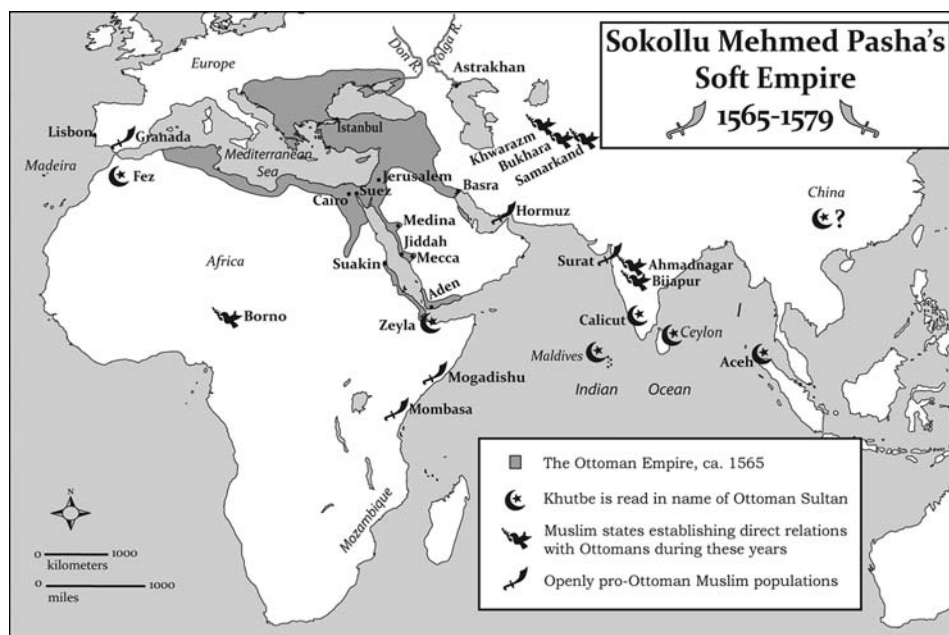 Sokollu Mehmed Pasha's
Soft Empire
1565-1579
Don R.
Volga R.
Europe
Astrakhan
Lisbon
Granada
Istanbul
Khwarazm
Bukhara
Samarkand
Madeira
Mediterranean
Sea
Fez
Jerusalem
Cairo
Suez
Basra
China
?
Hormuz
Medina
Jiddah
Mecca
Africa
Suakin
Surat
Ahmadnagar
Bijapur
Aden
Borno
Zeyla
Calicut
Ceylon
I
Maldives
Aceh
Mogadishu
Indian Ocean
Mombasa
Mozambique
The Ottoman Empire, ca. 1565
Khutbe is read in name of Ottoman Sultan
Muslim states establishing direct relations
with Ottomans during these years
Openly pro-Ottoman Muslim populations
N
0 1000
kilometers
0 1000
miles